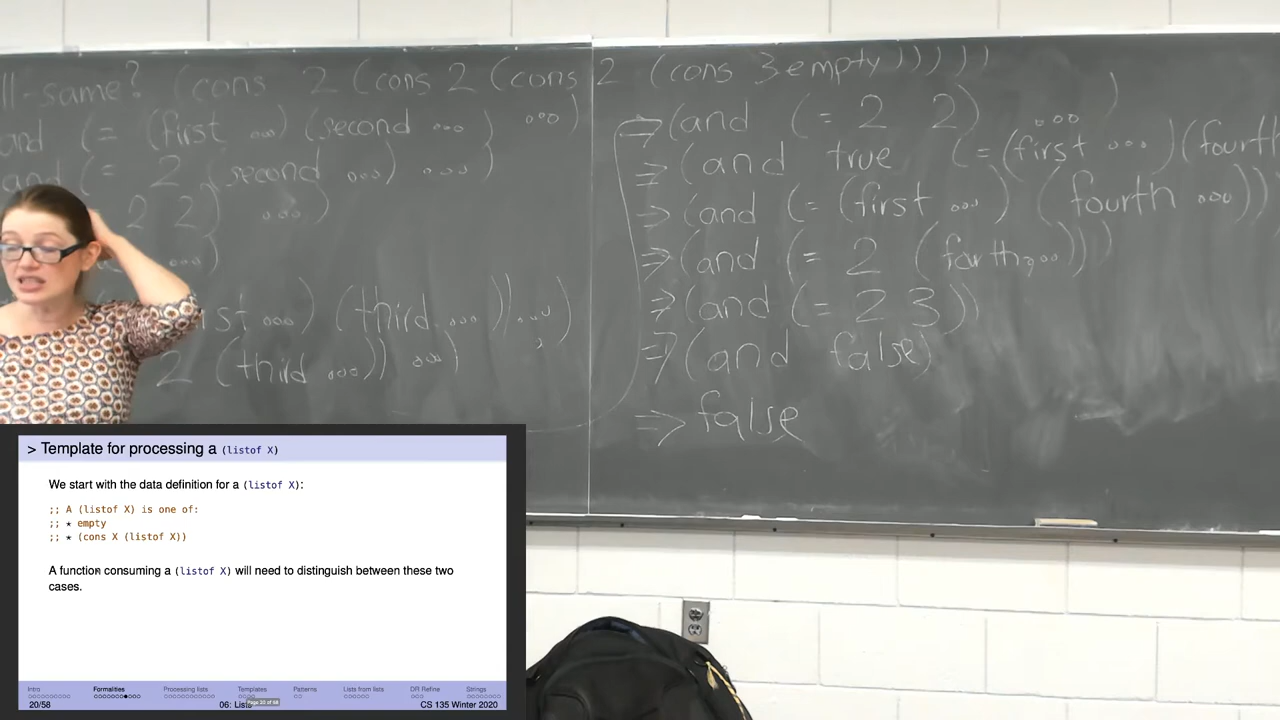 ll-same? (cons 2 (cons 2 (cons 2 (cons 3 empty))))))
and (= (first ...) (second ...) ...)
and (= 2 (second ...) ...)
2 2) ...)
...)
st ...) (third ...)) ...)
2 (third ...)) ...)
⇒ (and (= 2 2) ... )
⇒ (and true (= (first ...) (fourth
⇒ (and (= (first ...) (fourth ...))
⇒ (and (= 2 (forth ...)))
⇒ (and (= 2 3))
⇒ (and false)
⇒ false
> Template for processing a (listof X)
We start with the data definition for a (listof X):
;; A (listof X) is one of:
;; * empty
;; * (cons X (listof X))
A function consuming a (listof X) will need to distinguish between these two
cases.
Intro Formalities Processing lists Templates Patterns Lists from lists DR Refine Strings
20/58 06: Lists CS 135 Winter 2020